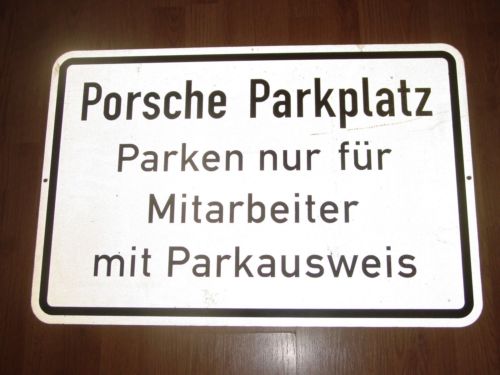 Porsche Parkplatz
Parken nur für
Mitarbeiter
mit Parkausweis